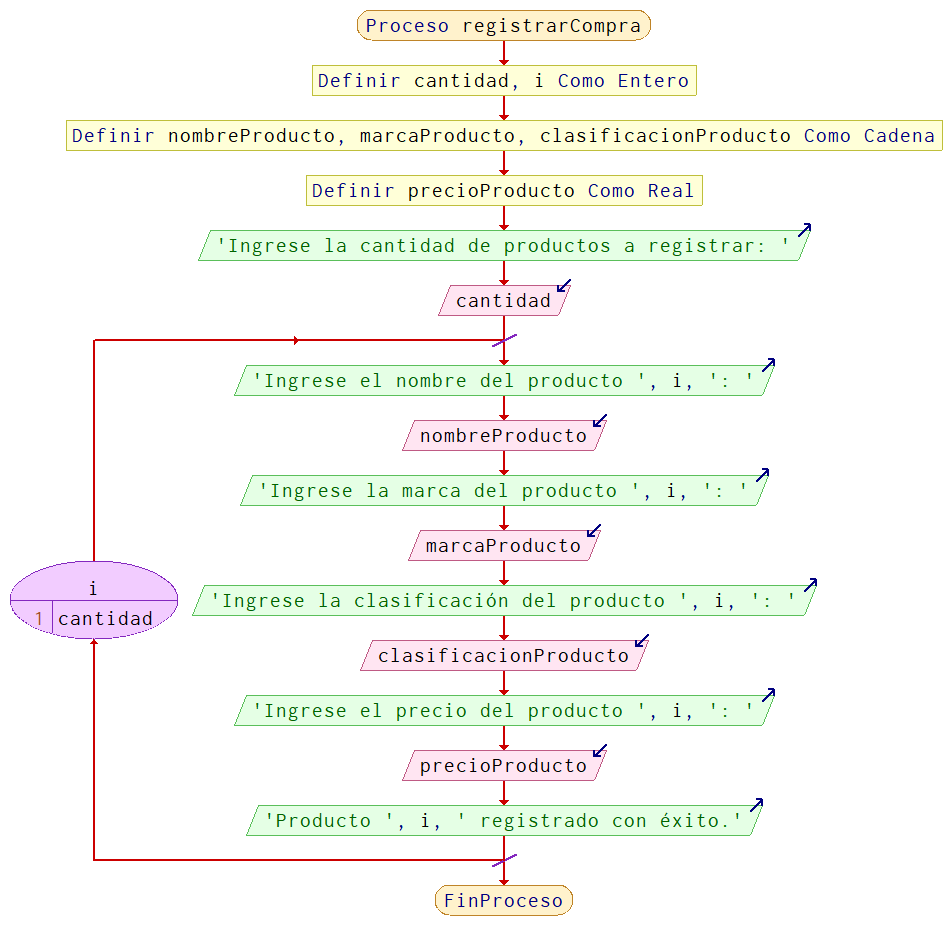 Proceso registrarCompra
Definir cantidad, i Como Entero
Definir nombreProducto, marcaProducto, clasificacionProducto Como Cadena
Definir precioProducto Como Real
'Ingrese la cantidad de productos a registrar: '
cantidad
'Ingrese el nombre del producto ', i, ': '
nombreProducto
'Ingrese la marca del producto ', i, ': '
marcaProducto
i
1 cantidad
'Ingrese la clasificación del producto ', i, ': '
clasificacionProducto
'Ingrese el precio del producto ', i, ': '
precioProducto
'Producto ', i, ' registrado con éxito.'
FinProceso